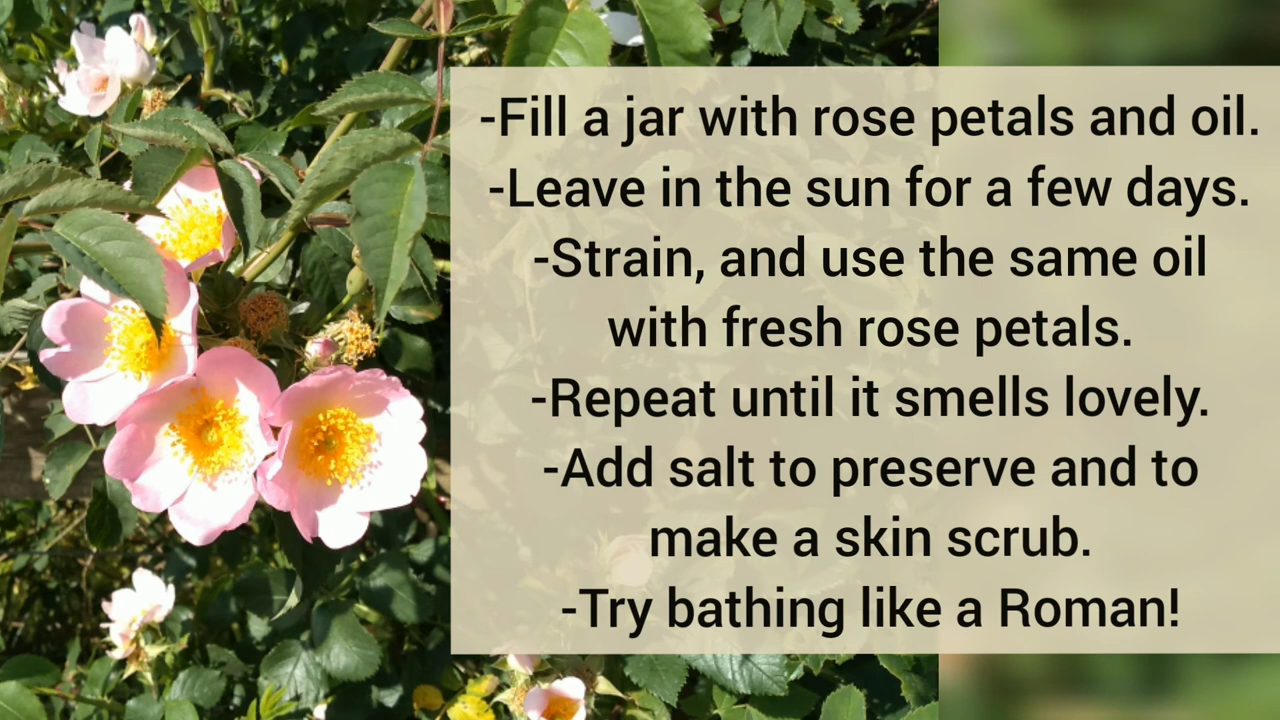 -Fill a jar with rose petals and oil.
-Leave in the sun for a few days.
-Strain, and use the same oil
with fresh rose petals.
-Repeat until it smells lovely.
-Add salt to preserve and to
make a skin scrub.
-Try bathing like a Roman!